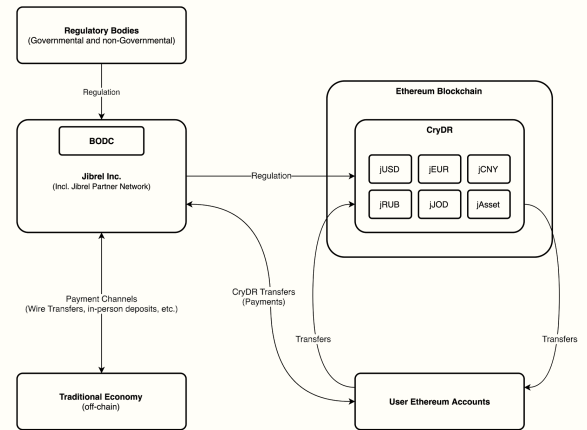 Regulatory Bodies
(Governmental and non-Governmental)
Regulation
Ethereum Blockchain
CryDR
BODC
Jibrel Inc.
(Incl. Jibrel Partner Network)
Regulation
jUSD
jEUR
jCNY
jRUB
jJOD
jAsset
Payment Channels
(Wire Transfers, in-person deposits, etc.)
CryDR Transfers
(Payments)
Transfers
Transfers
Traditional Economy
(off-chain)
User Ethereum Accounts